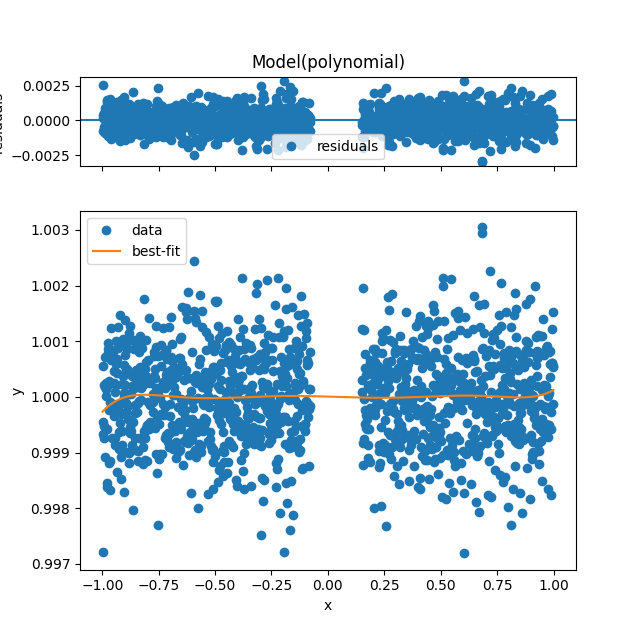 Model(polynomial)
0.0025
0.0000
−0.0025
residuals
residuals
data
best-fit
1.003
1.002
1.001
1.000
0.999
0.998
0.997
y
−1.00 −0.75 −0.50 −0.25 0.00 0.25 0.50 0.75 1.00
x